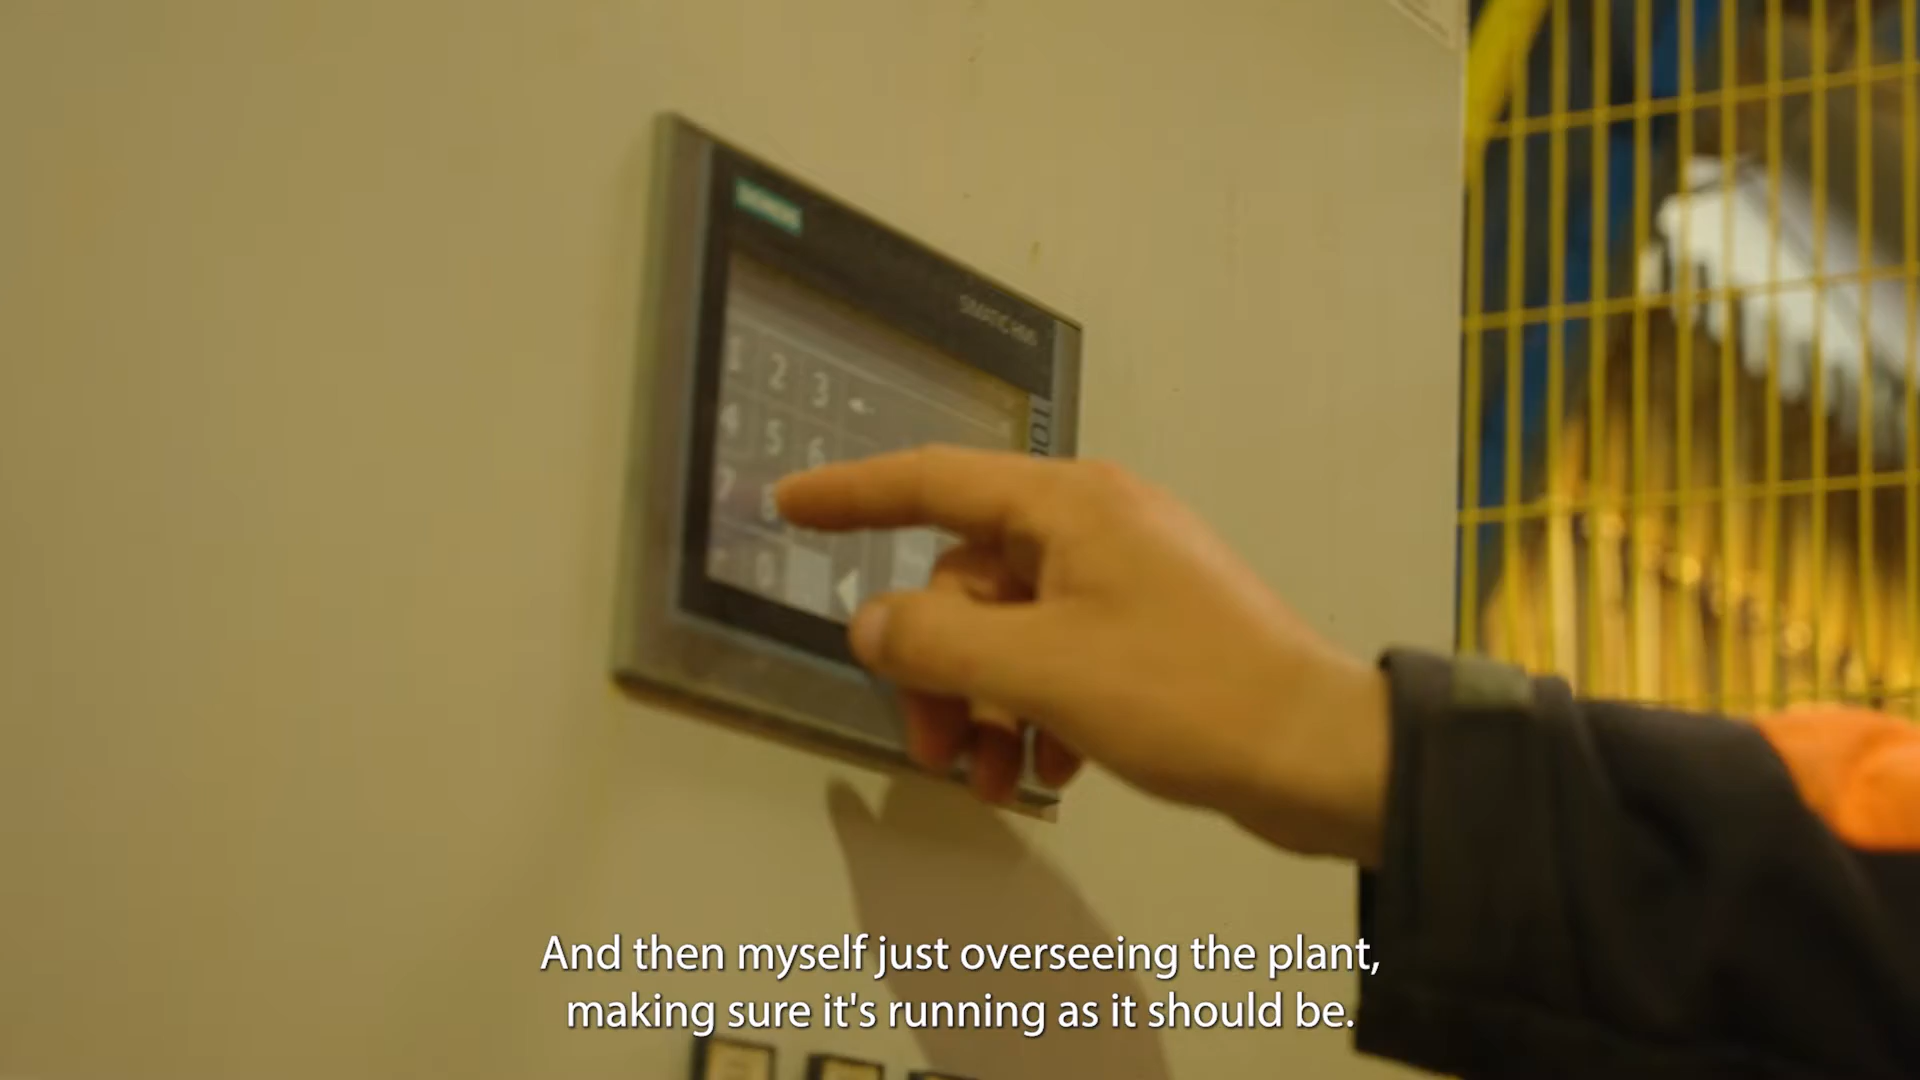 SIEMENS
SIMATIC HMI
TOUCH
1 2 3
4 5 6
7 8
0
And then myself just overseeing the plant,
making sure it's running as it should be.